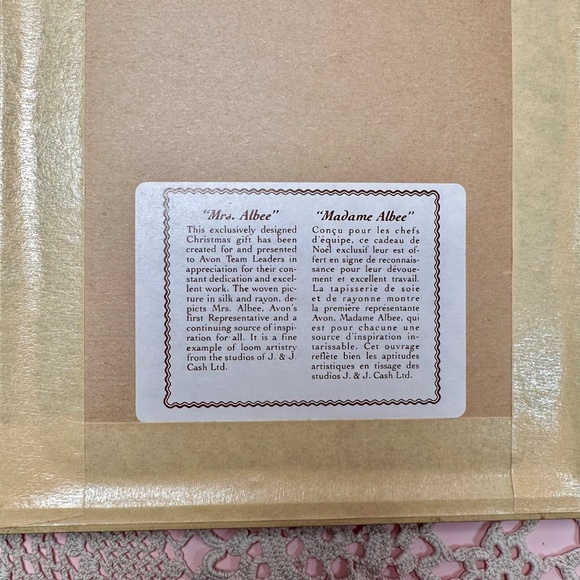 "Mrs. Albee"
This exclusively designed
Christmas gift has been
created for and presented
to Avon Team Leaders in
appreciation for their con-
stant dedication and excel-
lent work. The woven pic-
ture in silk and rayon, de-
picts Mrs. Albee, Avon's
first Representative and a
continuing source of inspi-
ration for all. It is a fine
example of loom artistry
from the studios of J. & J.
Cash Ltd.
"Madame Albee"
Conçu pour les chefs
d'équipe, ce cadeau de
Noël exclusif leur est of-
fert en signe de reconnais-
sance pour leur dévoue-
ment et excellent travail.
La tapisserie de soie
et de rayonne montre
la première représentante
Avon, Madame Albee, qui
est pour chacune une
source d'inspiration in-
tarissable. Cet ouvrage
reflète bien les aptitudes
artistiques en tissage des
studios J. & J. Cash Ltd.